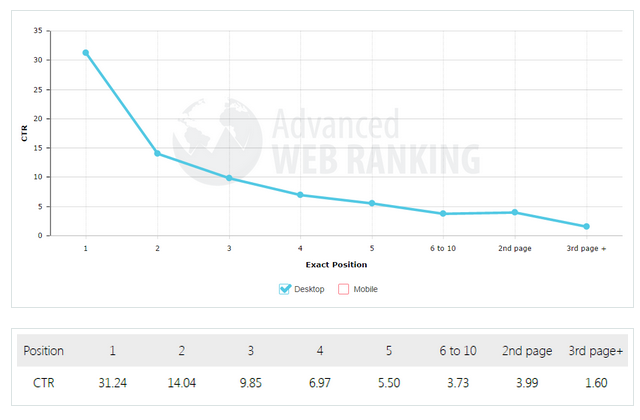 35
30
25
20
15
10
5
0
CTR
Advanced
WEB RANKING
1 2 3 4 5 6 to 10 2nd page 3rd page +
Exact Position
Desktop Mobile
Position 1 2 3 4 5 6 to 10 2nd page 3rd page+
CTR 31.24 14.04 9.85 6.97 5.50 3.73 3.99 1.60